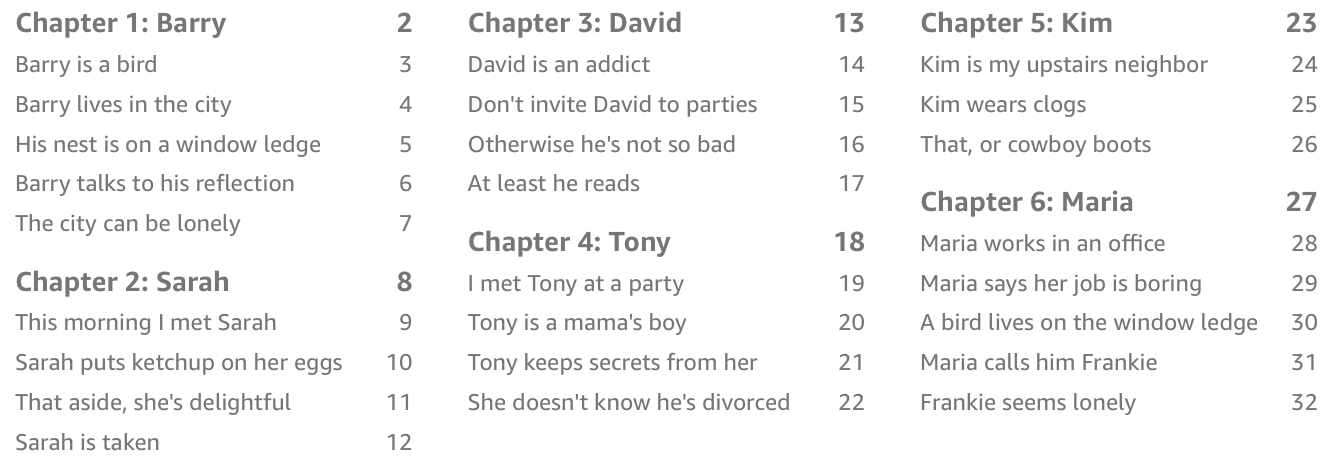 Chapter 1: Barry 2
Barry is a bird 3
Barry lives in the city 4
His nest is on a window ledge 5
Barry talks to his reflection 6
The city can be lonely 7
Chapter 2: Sarah 8
This morning I met Sarah 9
Sarah puts ketchup on her eggs 10
That aside, she's delightful 11
Sarah is taken 12
Chapter 3: David 13
David is an addict 14
Don't invite David to parties 15
Otherwise he's not so bad 16
At least he reads 17
Chapter 4: Tony 18
I met Tony at a party 19
Tony is a mama's boy 20
Tony keeps secrets from her 21
She doesn't know he's divorced 22
Chapter 5: Kim 23
Kim is my upstairs neighbor 24
Kim wears clogs 25
That, or cowboy boots 26
Chapter 6: Maria 27
Maria works in an office 28
Maria says her job is boring 29
A bird lives on the window ledge 30
Maria calls him Frankie 31
Frankie seems lonely 32